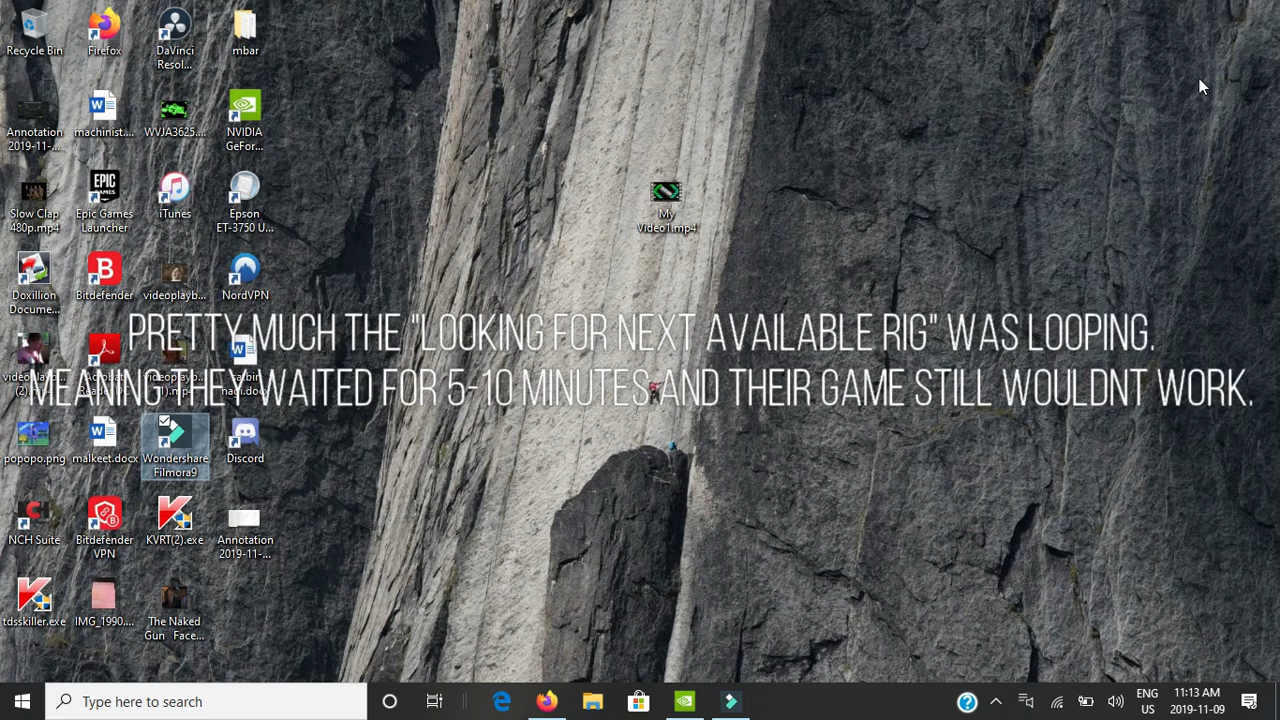 Recycle Bin
Firefox
DaVinci
Resol...
mbar
Annotation
2019-11-...
machinist....
WVJA3625....
NVIDIA
GeFor...
Slow Clap
480p.mp4
EPIC
GAMES
Epic Games
Launcher
iTunes
Epson
ET-3750 U...
My
Video1.mp4
Doxillion
Docume...
Bitdefender
videoplayb...
NordVPN
PRETTY MUCH THE "LOOKING FOR NEXT AVAILABLE RIG" WAS LOOPING.
MEANING THEY WAITED FOR 5-10 MINUTES AND THEIR GAME STILL WOULDNT WORK.
popopo.png
malkeet.docx
Wondershare
Filmora9
Discord
NCH Suite
Bitdefender
VPN
KVRT(2).exe
Annotation
2019-11-...
tdsskiller.exe
IMG_1990....
The Naked
Gun Face...
Type here to search
ENG
US
11:13 AM
2019-11-09